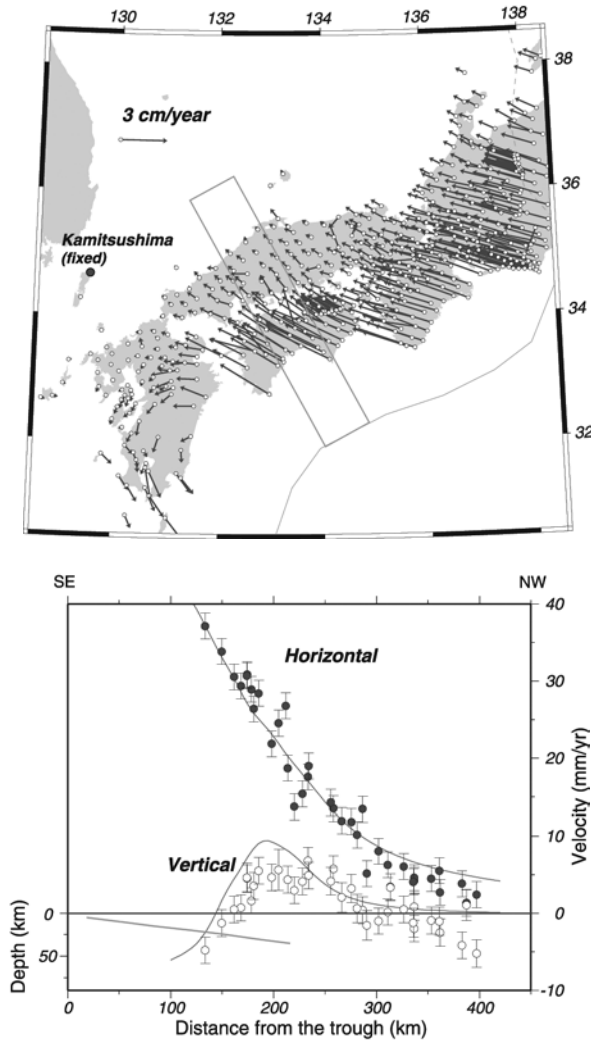 130 132 134 136 138
3 cm/year
Kamitsushima
(fixed)
38
36
34
32
SE NW
Horizontal
Vertical
40
30
20
10
0
-10
Velocity (mm/yr)
0
50
Depth (km)
0 100 200 300 400
Distance from the trough (km)